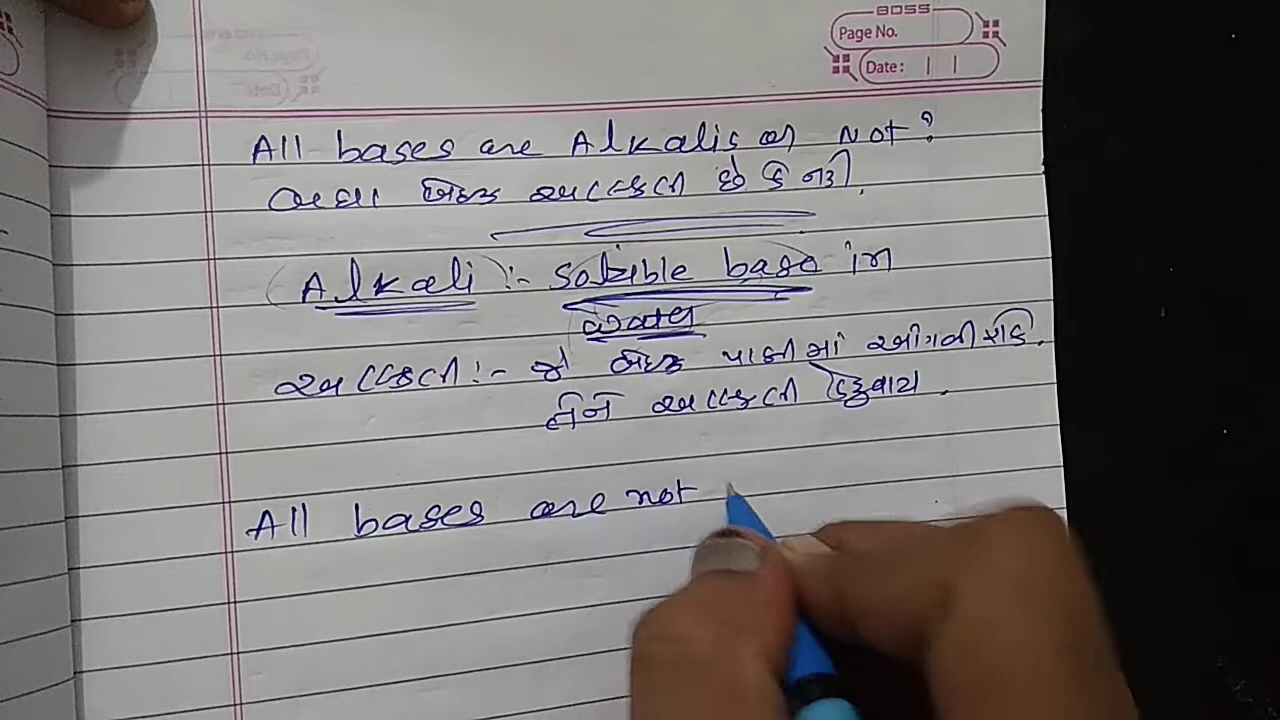 BOSS
Page No.
Date :
All bases are Alkalis or Not?
બધા બેઇઝ આલ્કલી છે કે નહી.
Alkali :- Soluble base in
water
આલ્કલી :- જે બેઇઝ પાણી માં ઓગળી શકે.
તેને આલ્કલી કહેવાય.
All bases are not